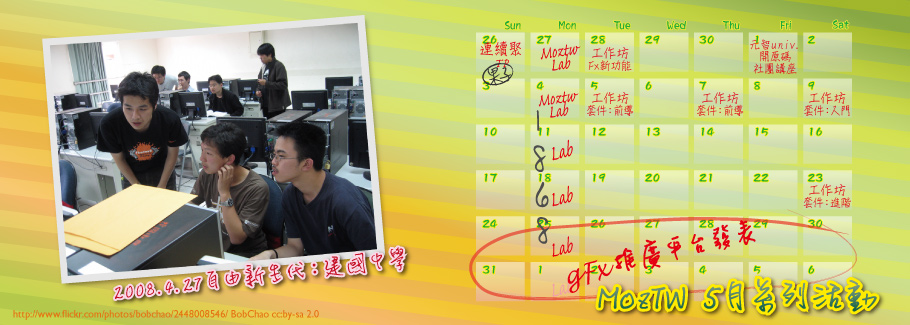 Sun Mon Tue Wed Thu Fri Sat
26 27 28 29 30 1 2
連續聚
Moztw
Lab
工作坊
Fx新功能
元智univ.
開原碼
社團講座
3 4 5 6 7 8 9
Moztw
Lab
工作坊
套件:前導
工作坊
套件:前導
工作坊
套件:入門
10 11 12 13 14 15 16
Lab
17 18 19 20 21 22 23
Lab
工作坊
套件:進階
24 25 26 27 28 29 30
Lab
31 1 2 3 4 5 6
1
8
6
8
gFx推廣平台發表
MozTW 5月系列活動
2008.4.27自由新世代:建國中學
http://www.flickr.com/photos/bobchao/2448008546/ BobChao cc:by-sa 2.0